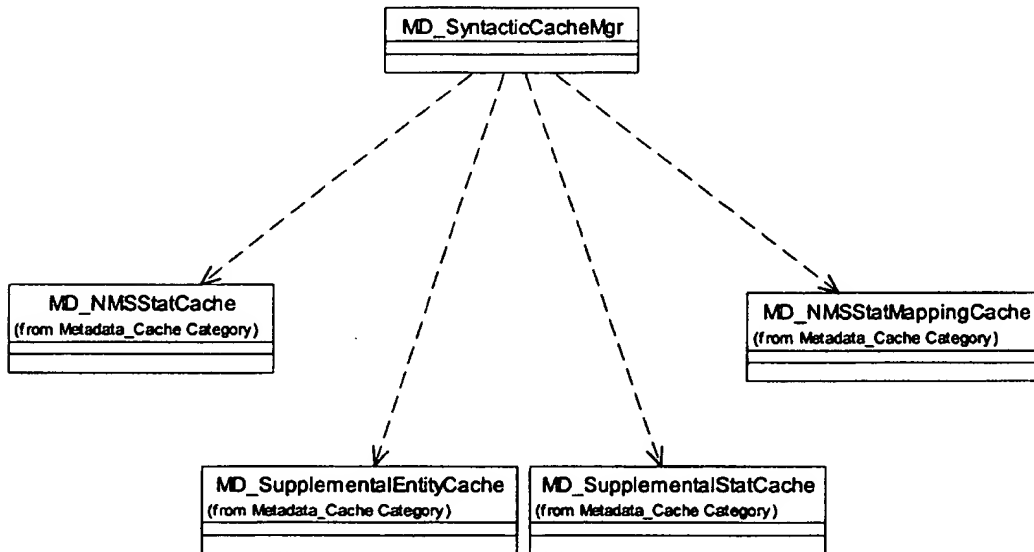 MD_SyntacticCacheMgr
MD_NMSStatCache
(from Metadata_Cache Category)
MD_NMSStatMappingCache
(from Metadata_Cache Category)
MD_SupplementalEntityCache
(from Metadata_Cache Category)
MD_SupplementalStatCache
(from Metadata_Cache Category)